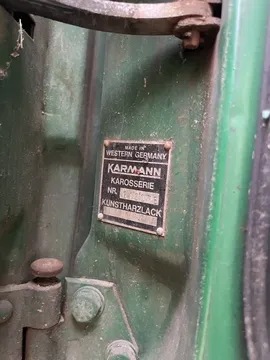 MADE IN
WESTERN GERMANY
KARMANN
KAROSSERIE
NR.
KUNSTHARZLACK